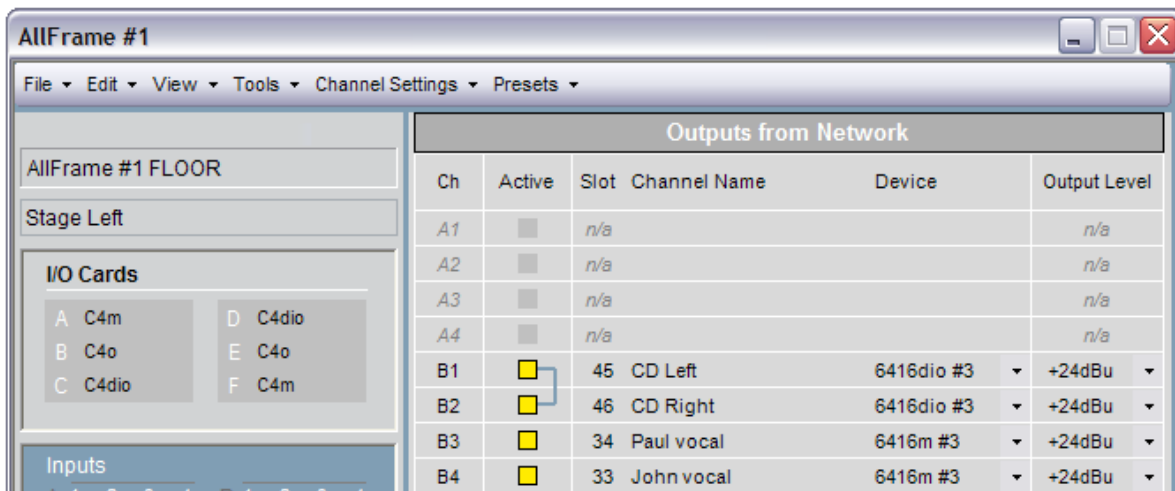 AllFrame #1
File Edit View Tools Channel Settings Presets
AllFrame #1 FLOOR
Stage Left
I/O Cards
A C4m D C4dio
B C4o E C4o
C C4dio F C4m
Inputs
Outputs from Network
Ch Active Slot Channel Name Device Output Level
A1 n/a n/a
A2 n/a n/a
A3 n/a n/a
A4 n/a n/a
B1 45 CD Left 6416dio #3 +24dBu
B2 46 CD Right 6416dio #3 +24dBu
B3 34 Paul vocal 6416m #3 +24dBu
B4 33 John vocal 6416m #3 +24dBu